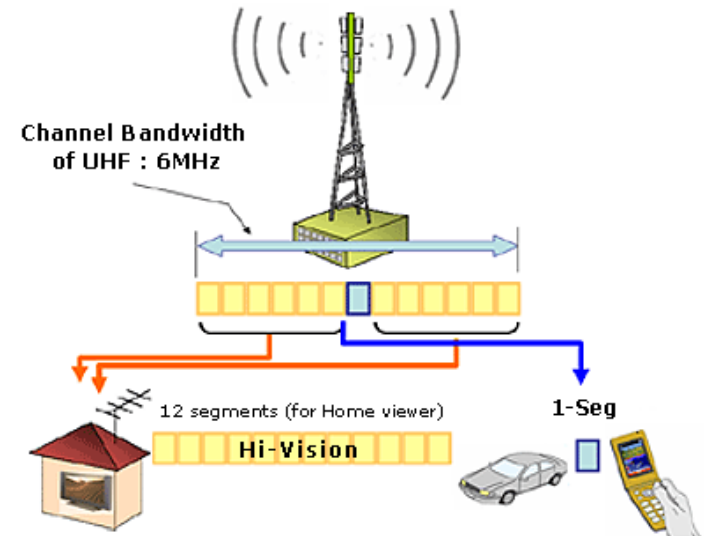 Channel Bandwidth
of UHF : 6MHz
12 segments (for Home viewer)
Hi-Vision
1-Seg